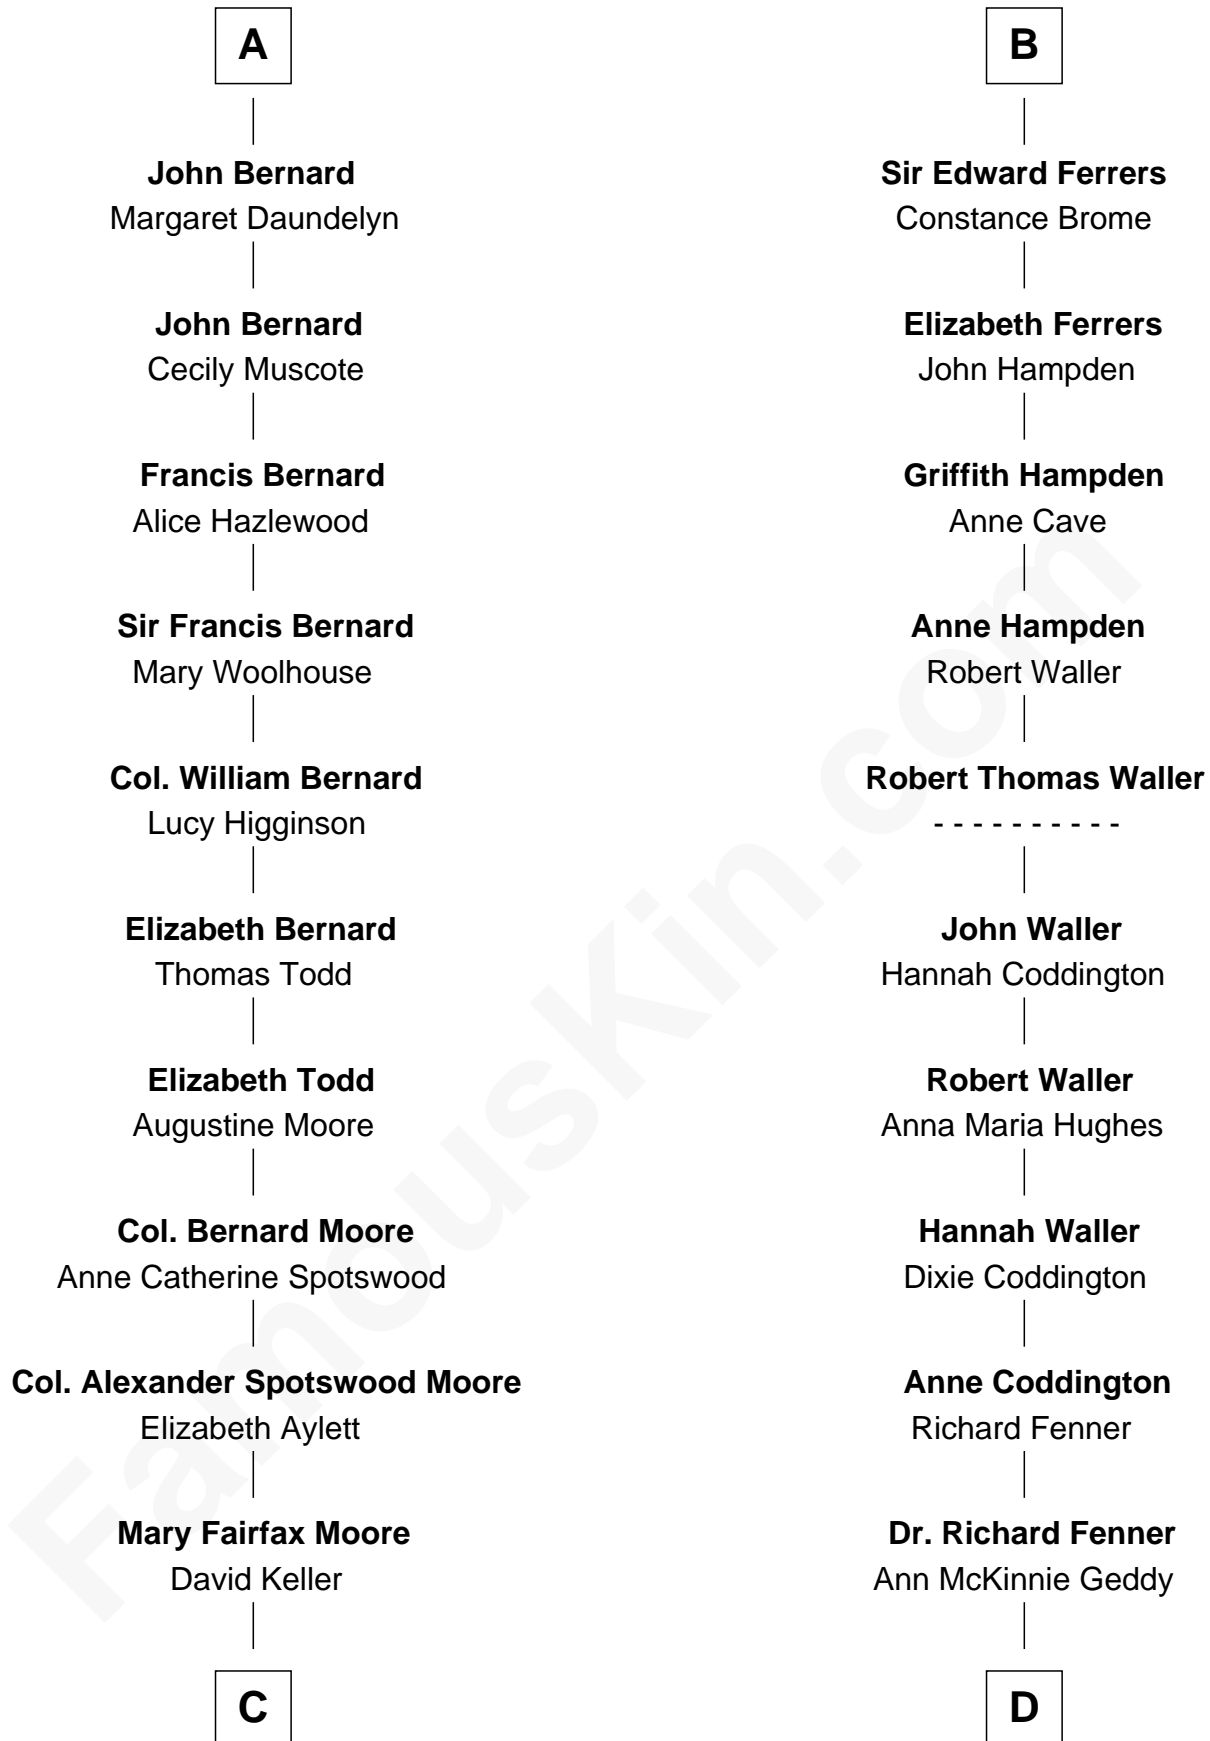 A
John Bernard
Margaret Daundelyn
John Bernard
Cecily Muscote
Francis Bernard
Alice Hazlewood
Sir Francis Bernard
Mary Woolhouse
Col. William Bernard
Lucy Higginson
Elizabeth Bernard
Thomas Todd
Elizabeth Todd
Augustine Moore
Col. Bernard Moore
Anne Catherine Spotswood
Col. Alexander Spotswood Moore
Elizabeth Aylett
Mary Fairfax Moore
David Keller
C
B
Sir Edward Ferrers
Constance Brome
Elizabeth Ferrers
John Hampden
Griffith Hampden
Anne Cave
Anne Hampden
Robert Waller
Robert Thomas Waller
- - - - - - - - - -
John Waller
Hannah Coddington
Robert Waller
Anna Maria Hughes
Hannah Waller
Dixie Coddington
Anne Coddington
Richard Fenner
Dr. Richard Fenner
Ann McKinnie Geddy
D
FamousKin.com